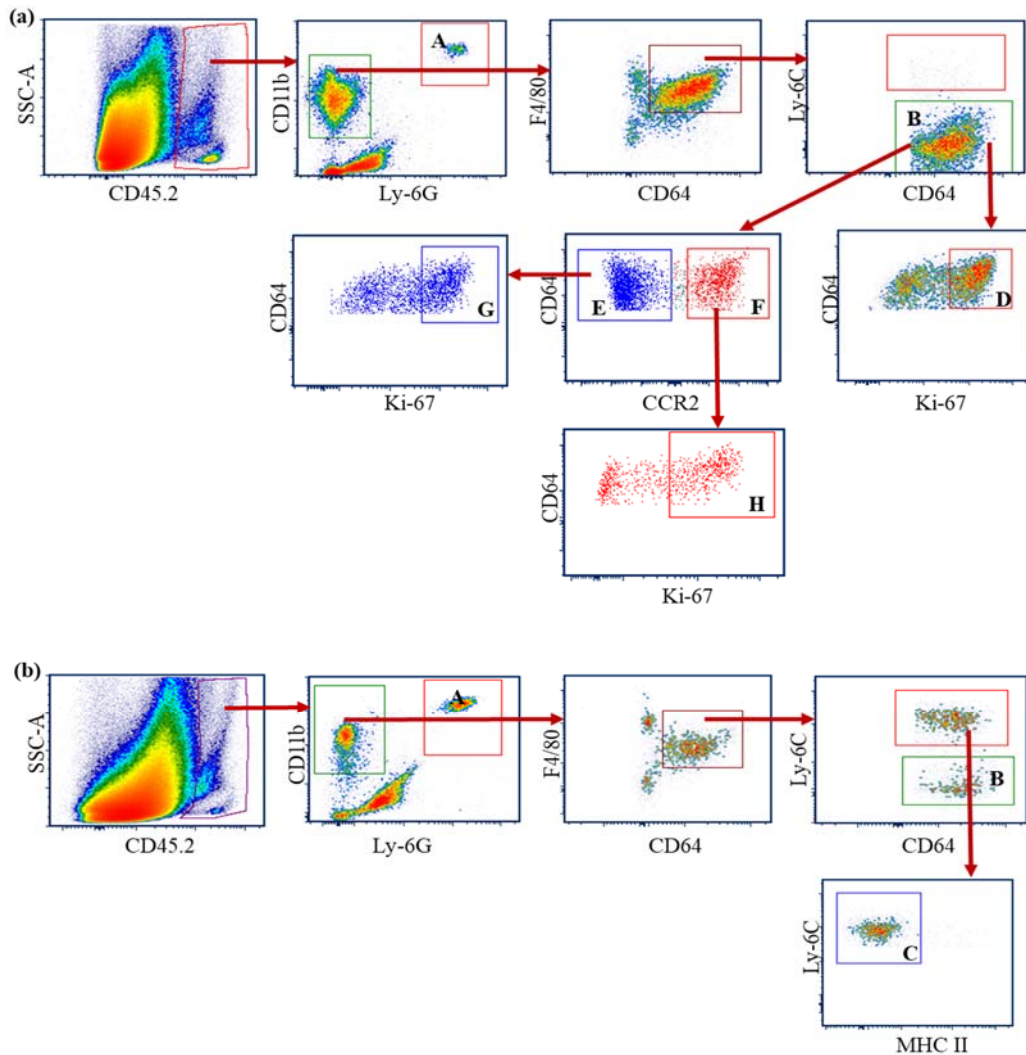 (a)
SSC-A
CD45.2
CD11b
A
Ly-6G
F4/80
CD64
Ly-6C
B
CD64
CD64
G
Ki-67
CD64
E
F
CCR2
CD64
D
Ki-67
CD64
H
Ki-67
(b)
SSC-A
CD45.2
CD11b
A
Ly-6G
F4/80
CD64
Ly-6C
B
CD64
Ly-6C
C
MHC II